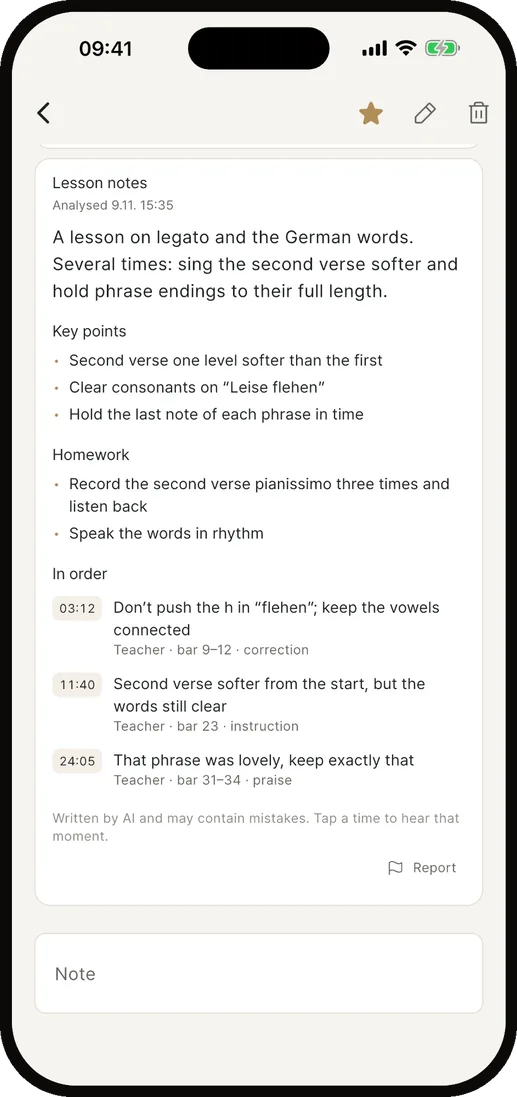 09:41
Lesson notes
Analysed 9.11. 15:35
A lesson on legato and the German words.
Several times: sing the second verse softer and
hold phrase endings to their full length.
Key points
• Second verse one level softer than the first
• Clear consonants on “Leise flehen”
• Hold the last note of each phrase in time
Homework
• Record the second verse pianissimo three times and
listen back
• Speak the words in rhythm
In order
03:12 Don’t push the h in “flehen”; keep the vowels
connected
Teacher · bar 9–12 · correction
11:40 Second verse softer from the start, but the
words still clear
Teacher · bar 23 · instruction
24:05 That phrase was lovely, keep exactly that
Teacher · bar 31–34 · praise
Written by AI and may contain mistakes. Tap a time to hear that
moment.
Report
Note